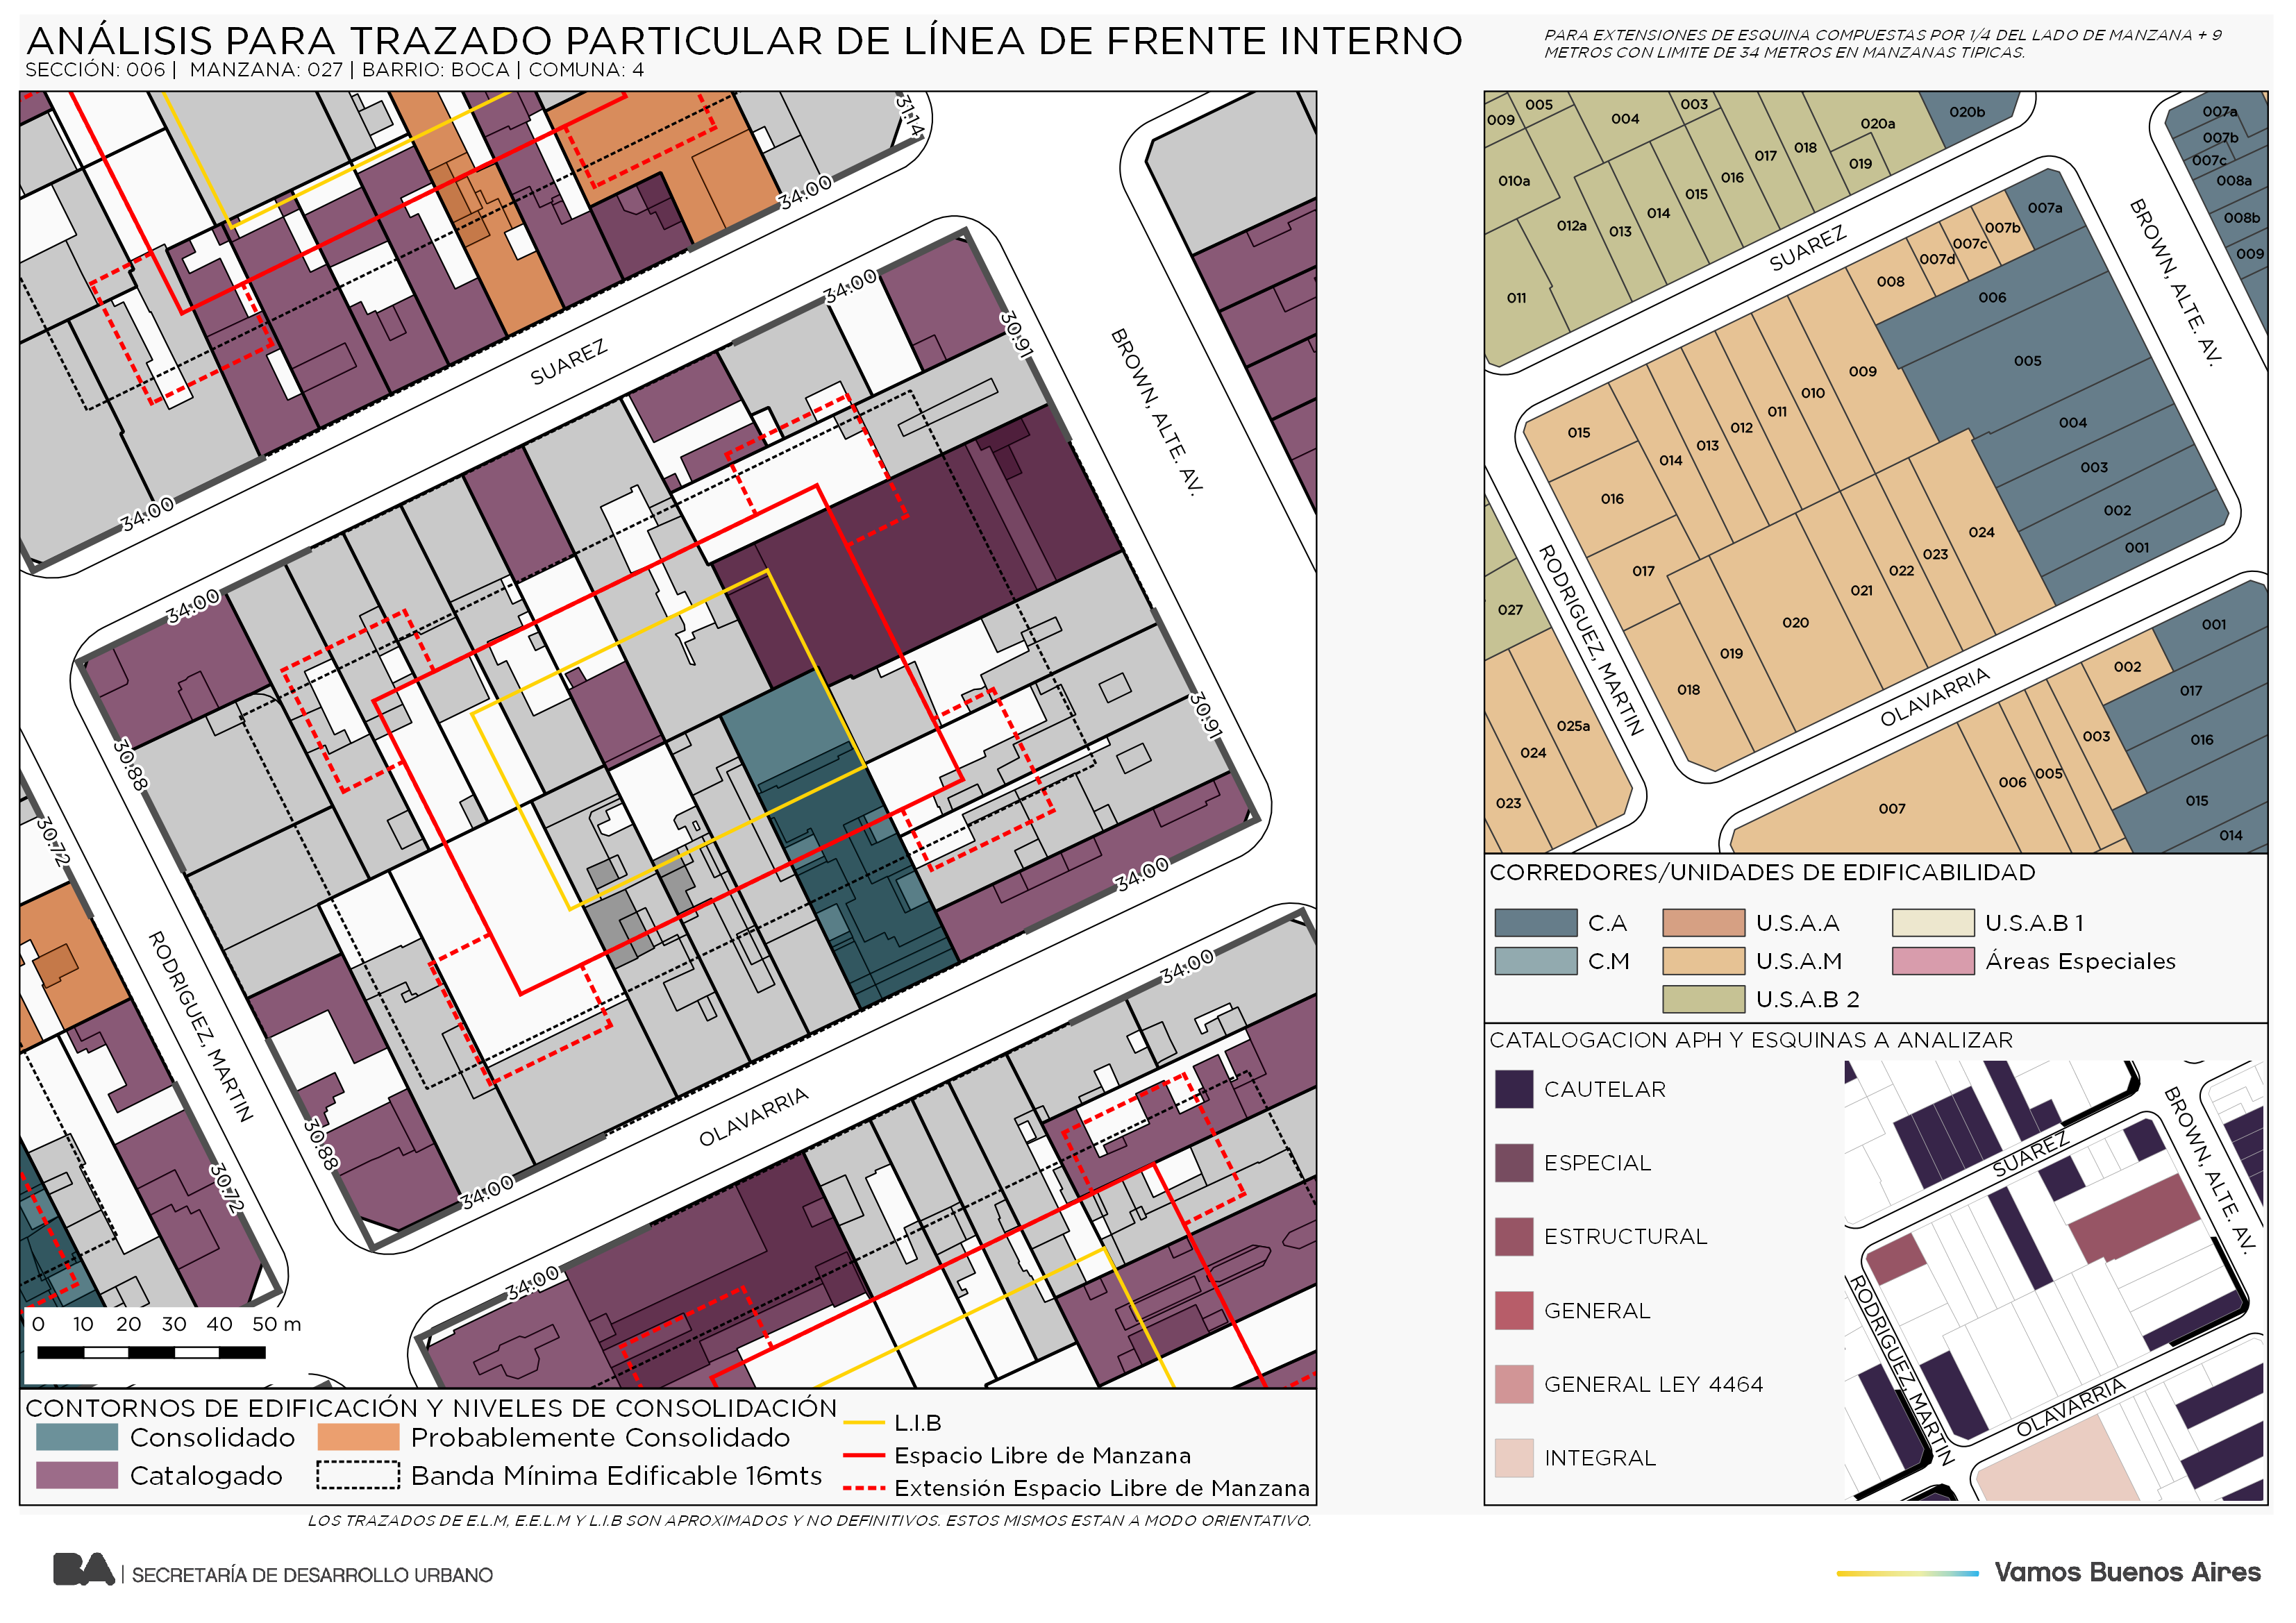 ANÁLISIS PARA TRAZADO PARTICULAR DE LÍNEA DE FRENTE INTERNO
SECCIÓN: 006 | MANZANA: 027 | BARRIO: BOCA | COMUNA: 4
PARA EXTENSIONES DE ESQUINA COMPUESTAS POR 1/4 DEL LADO DE MANZANA + 9
METROS CON LIMITE DE 34 METROS EN MANZANAS TIPICAS.
31.14
34.00
34.00
34.00
30.91
SUAREZ
BROWN, ALTE. AV.
34.00
30.88
30.72
30.91
34.00
RODRIGUEZ, MARTIN
34.00
OLAVARRIA
30.88
30.72
34.00
34.00
0 10 20 30 40 50 m
CONTORNOS DE EDIFICACIÓN Y NIVELES DE CONSOLIDACIÓN
Consolidado
Probablemente Consolidado
Catalogado
Banda Mínima Edificable 16mts
L.I.B
Espacio Libre de Manzana
Extensión Espacio Libre de Manzana
LOS TRAZADOS DE E.L.M, E.E.L.M Y L.I.B SON APROXIMADOS Y NO DEFINITIVOS. ESTOS MISMOS ESTAN A MODO ORIENTATIVO.
005
009
004
003
020a
020b
010a
018
017
019
016
015
014
012a
013
011
007a
007b
007c
008a
008b
009
SUAREZ
BROWN, ALTE. AV.
007a
007b
007c
007d
008
006
005
009
010
011
012
013
014
015
016
004
003
002
001
017
024
023
022
021
020
019
018
RODRIGUEZ, MARTIN
OLAVARRIA
027
025a
024
023
001
002
017
003
016
005
006
015
007
014
CORREDORES/UNIDADES DE EDIFICABILIDAD
C.A
U.S.A.A
U.S.A.B 1
C.M
U.S.A.M
Áreas Especiales
U.S.A.B 2
CATALOGACION APH Y ESQUINAS A ANALIZAR
CAUTELAR
ESPECIAL
ESTRUCTURAL
GENERAL
GENERAL LEY 4464
INTEGRAL
SUAREZ
BROWN, ALTE. AV.
RODRIGUEZ, MARTIN
OLAVARRIA
BA | SECRETARÍA DE DESARROLLO URBANO
Vamos Buenos Aires